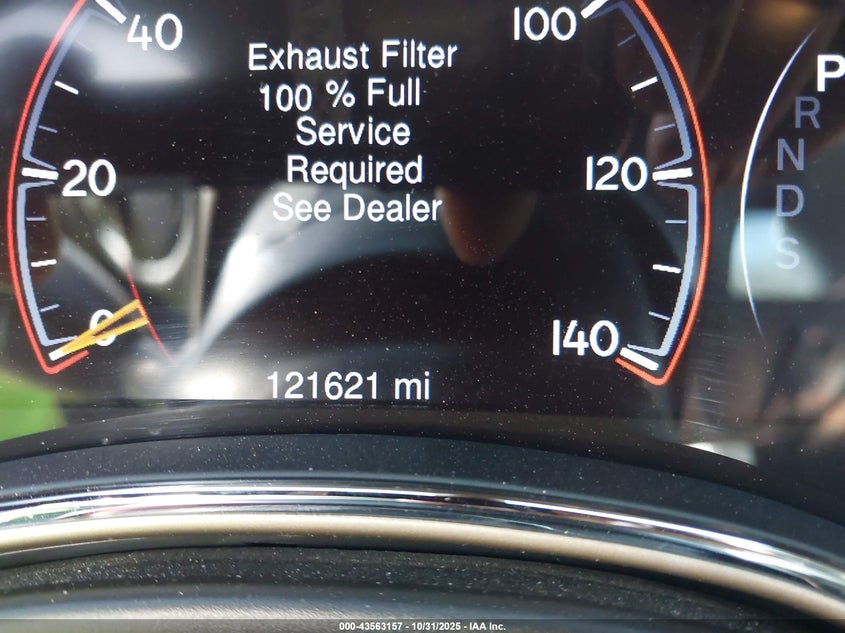 40
100
Exhaust Filter
100 % Full
Service
Required
See Dealer
20
120
0
140
121621 mi
P
R
N
D
S
000-43563157 - 10/31/2025 - IAA Inc.